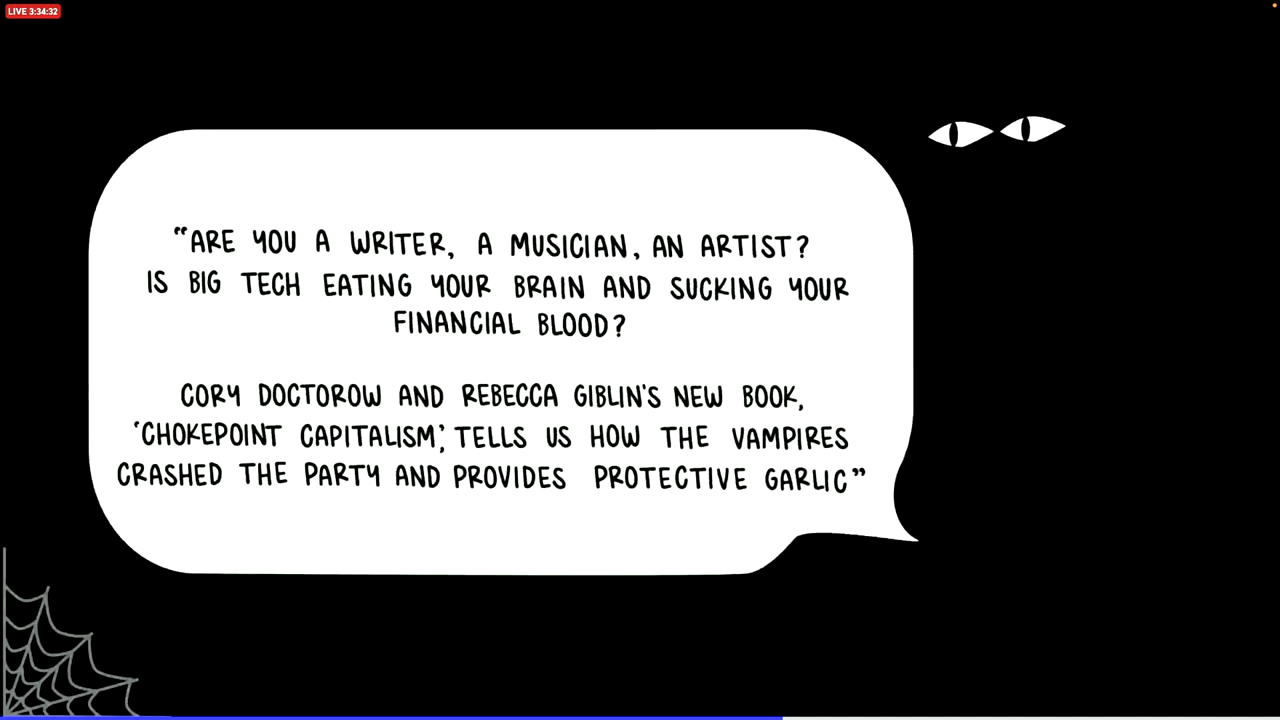 LIVE 3:34:32
“ARE YOU A WRITER, A MUSICIAN, AN ARTIST?
IS BIG TECH EATING YOUR BRAIN AND SUCKING YOUR
FINANCIAL BLOOD?
CORY DOCTOROW AND REBECCA GIBLIN'S NEW BOOK,
‘CHOKEPOINT CAPITALISM’, TELLS US HOW THE VAMPIRES
CRASHED THE PARTY AND PROVIDES PROTECTIVE GARLIC”